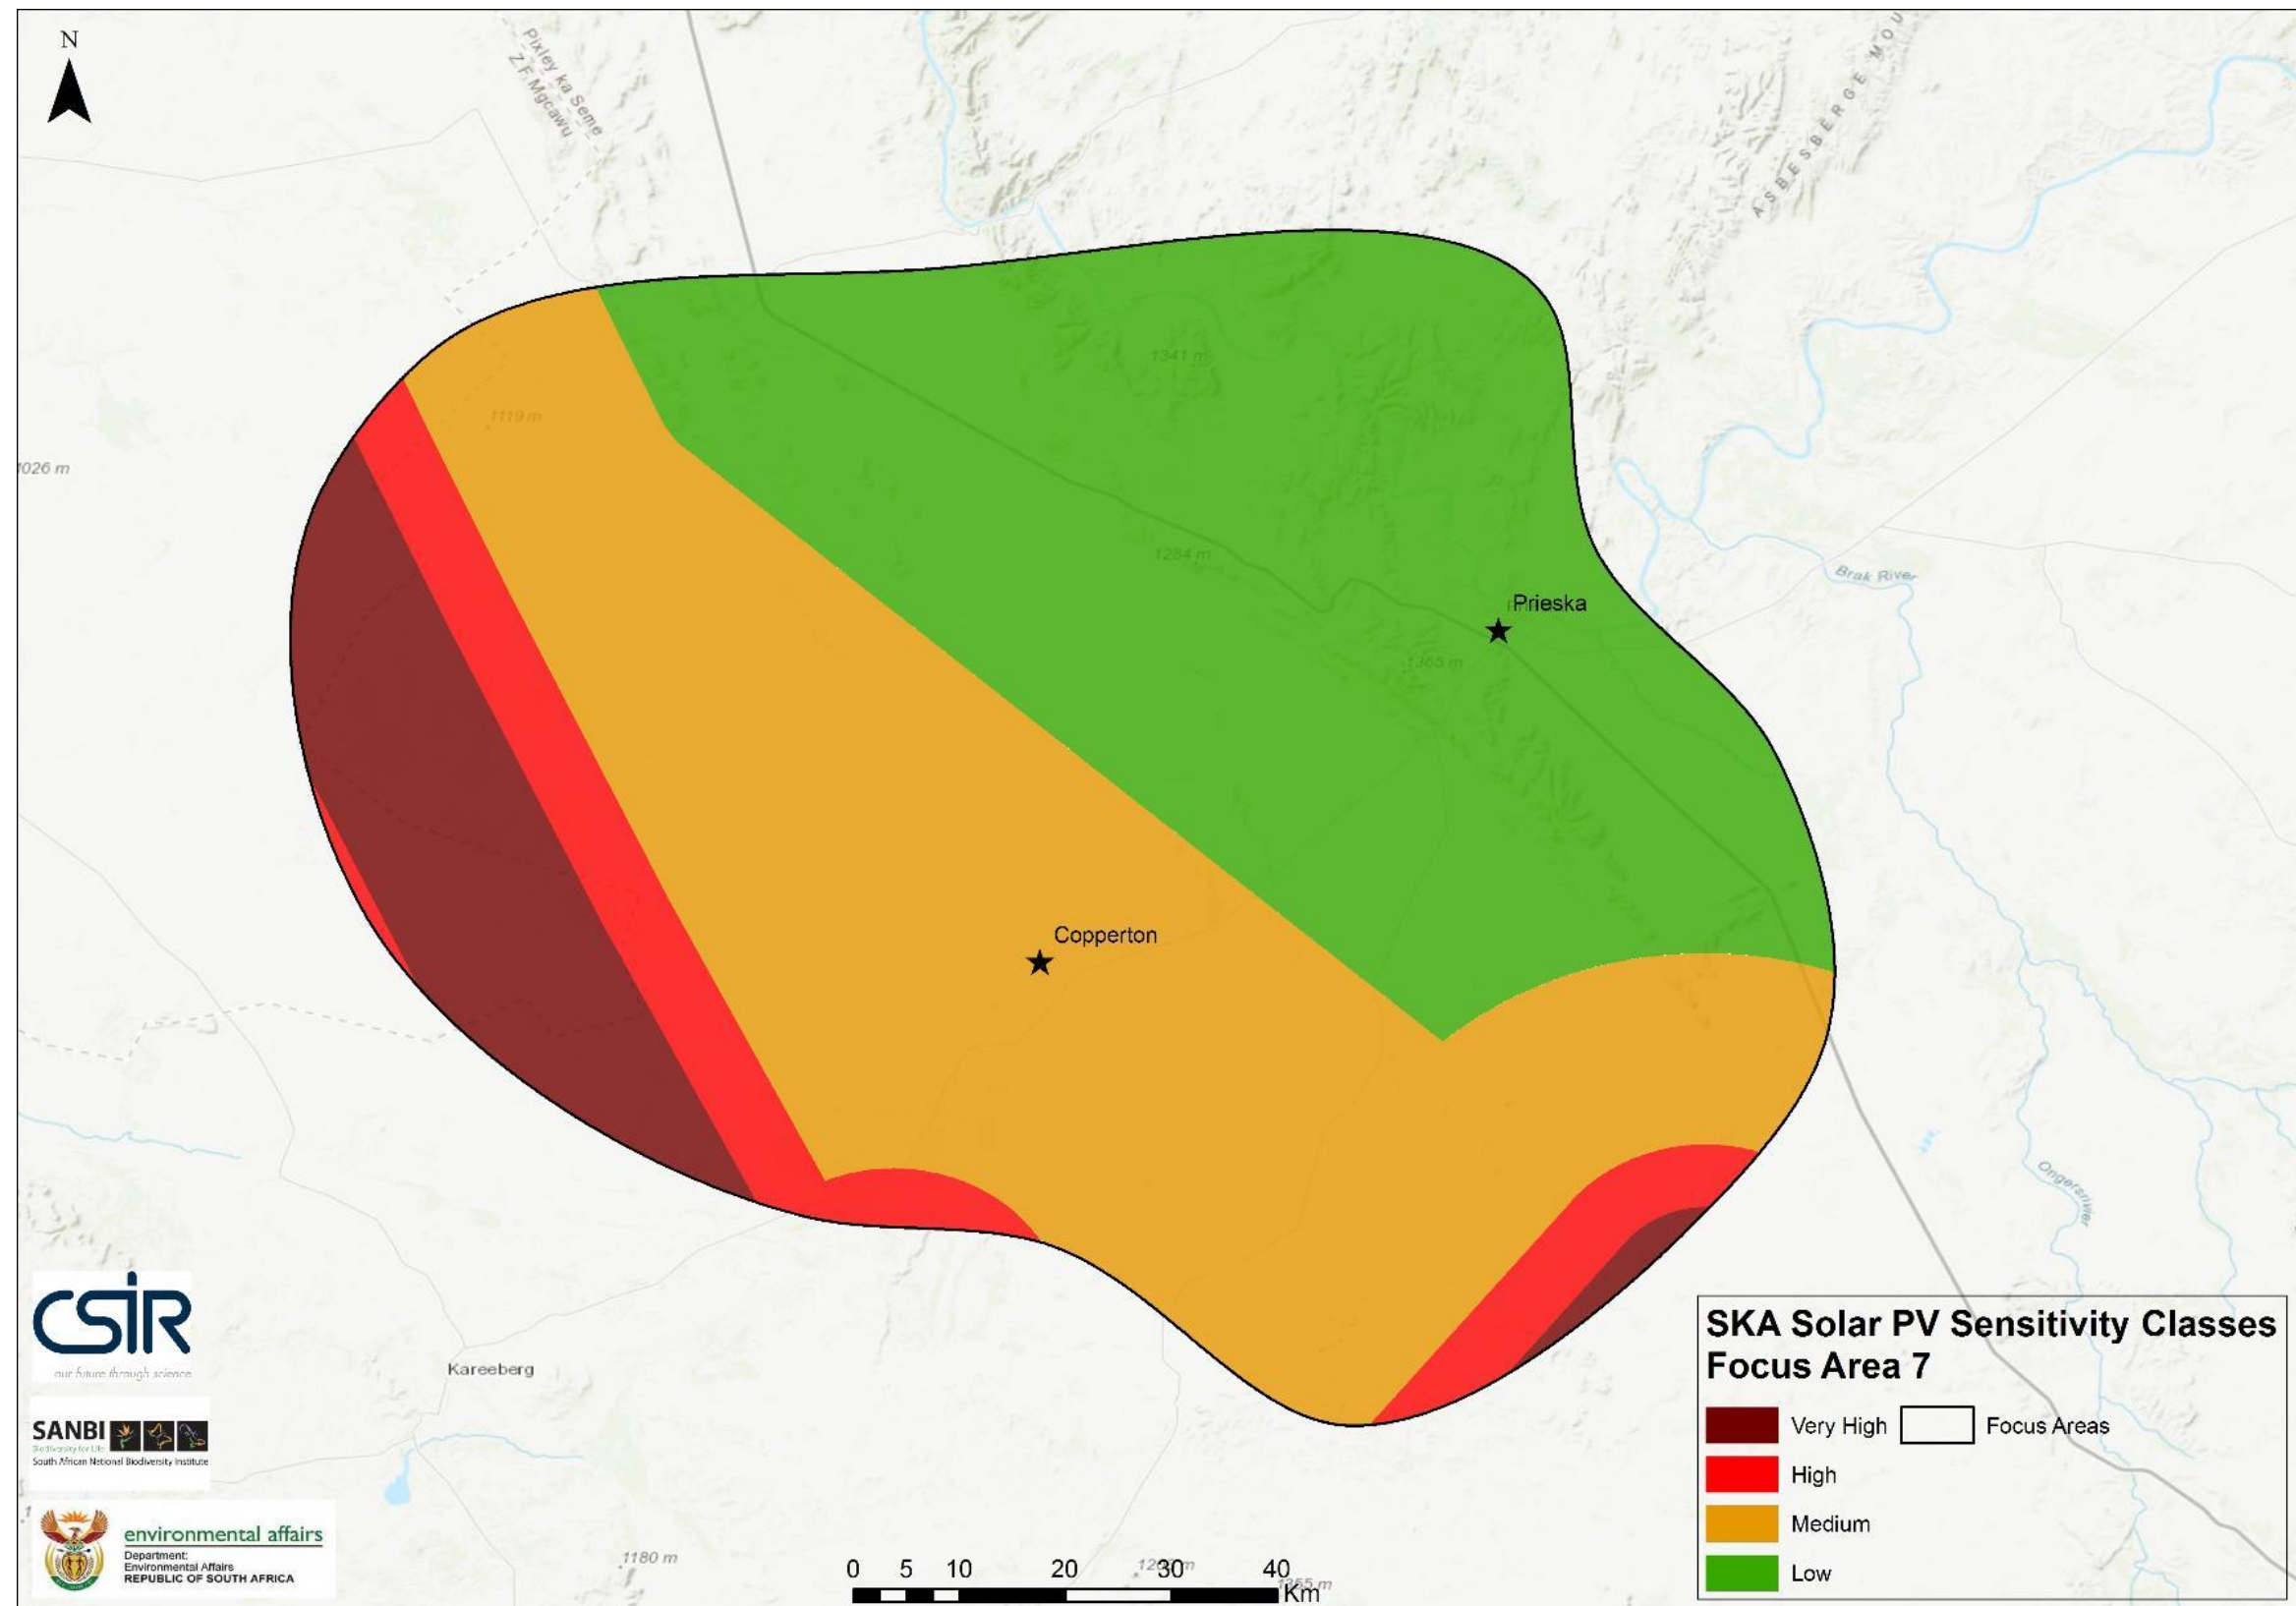 N
Pixley ka Seme
Z F Mgcawu
ASBESBERGE MOU
1026 m
1119 m
1341 m
1284 m
Brak River
Prieska
1365 m
Copperton
Ongersrivier
CSIR
our future through science
Kareeberg
SANBI
Biodiversity for Life
South African National Biodiversity Institute
environmental affairs
Department:
Environmental Affairs
REPUBLIC OF SOUTH AFRICA
1180 m
0 5 10 20 30 40
Km
SKA Solar PV Sensitivity Classes
Focus Area 7
Very High
Focus Areas
High
Medium
Low